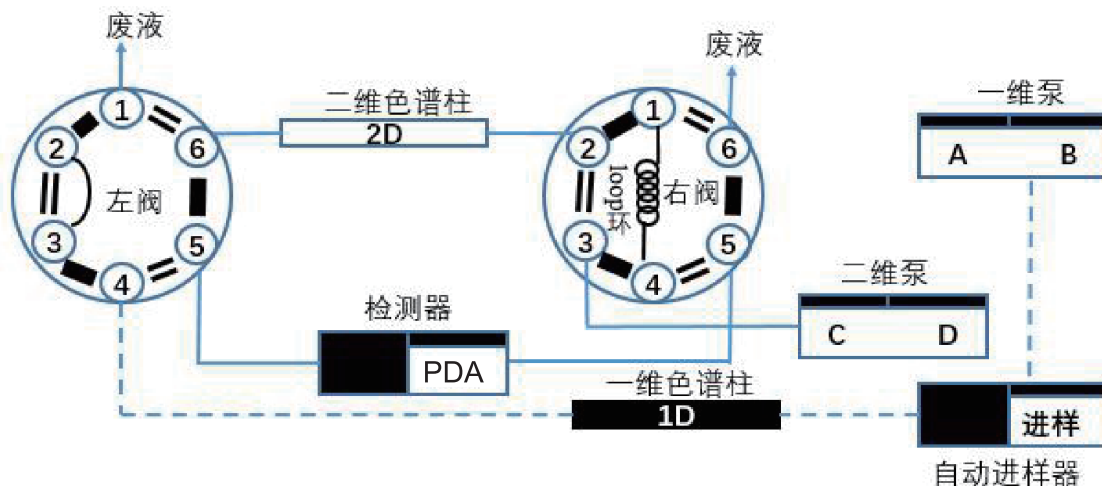 废液
废液
一维泵
A B
二维色谱柱
2D
1
2
6
左阀
3
5
4
1
2
6
loop环
右阀
3
5
4
二维泵
C D
检测器
PDA
一维色谱柱
1D
进样
自动进样器